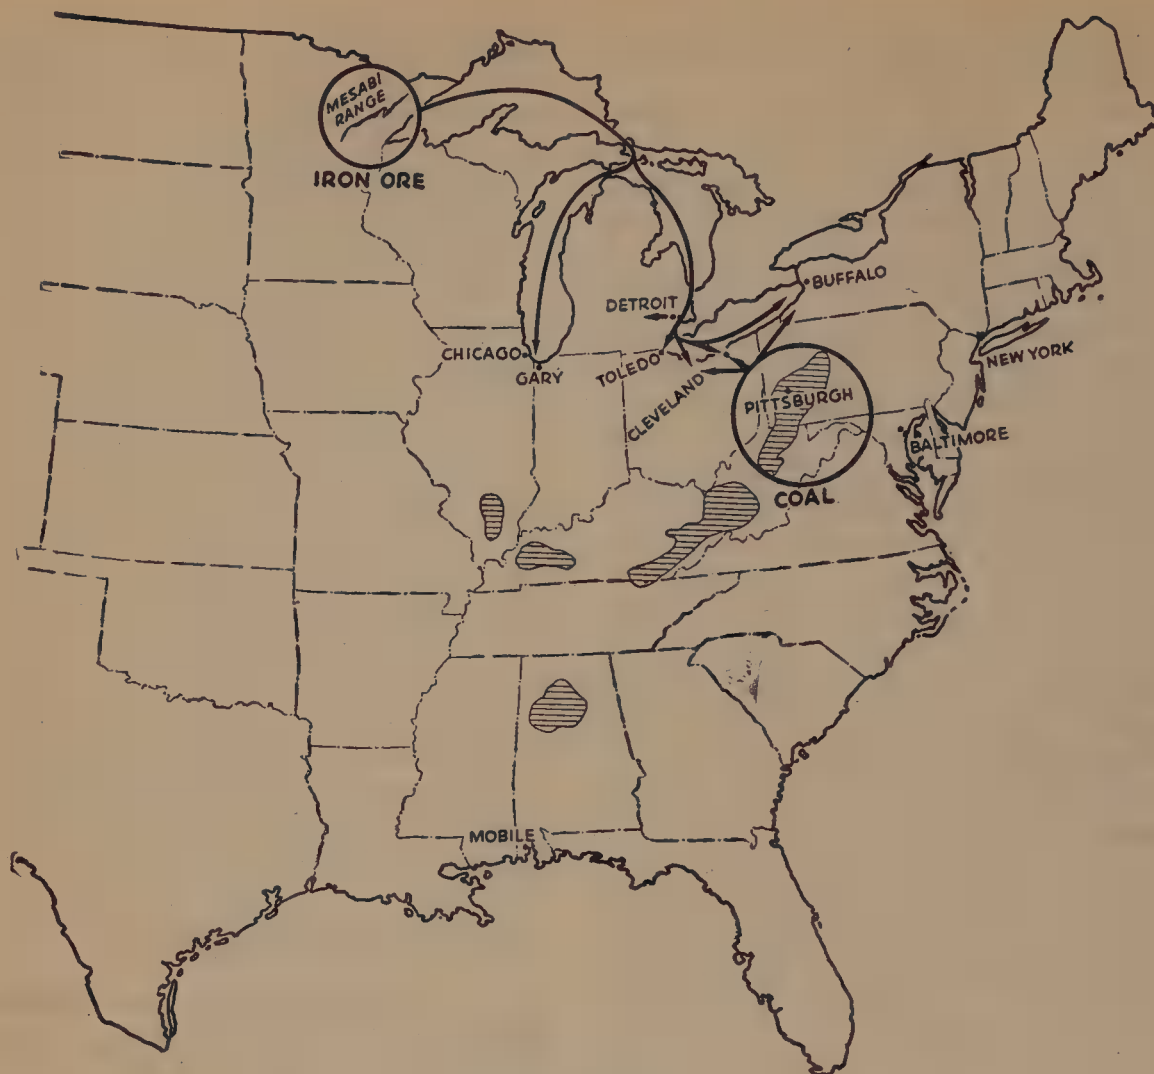 MESABI
RANGE
IRON ORE
BUFFALO
DETROIT
CHICAGO
GARY
TOLEDO
CLEVELAND
NEW YORK
PITTSBURGH
BALTIMORE
COAL
MOBILE